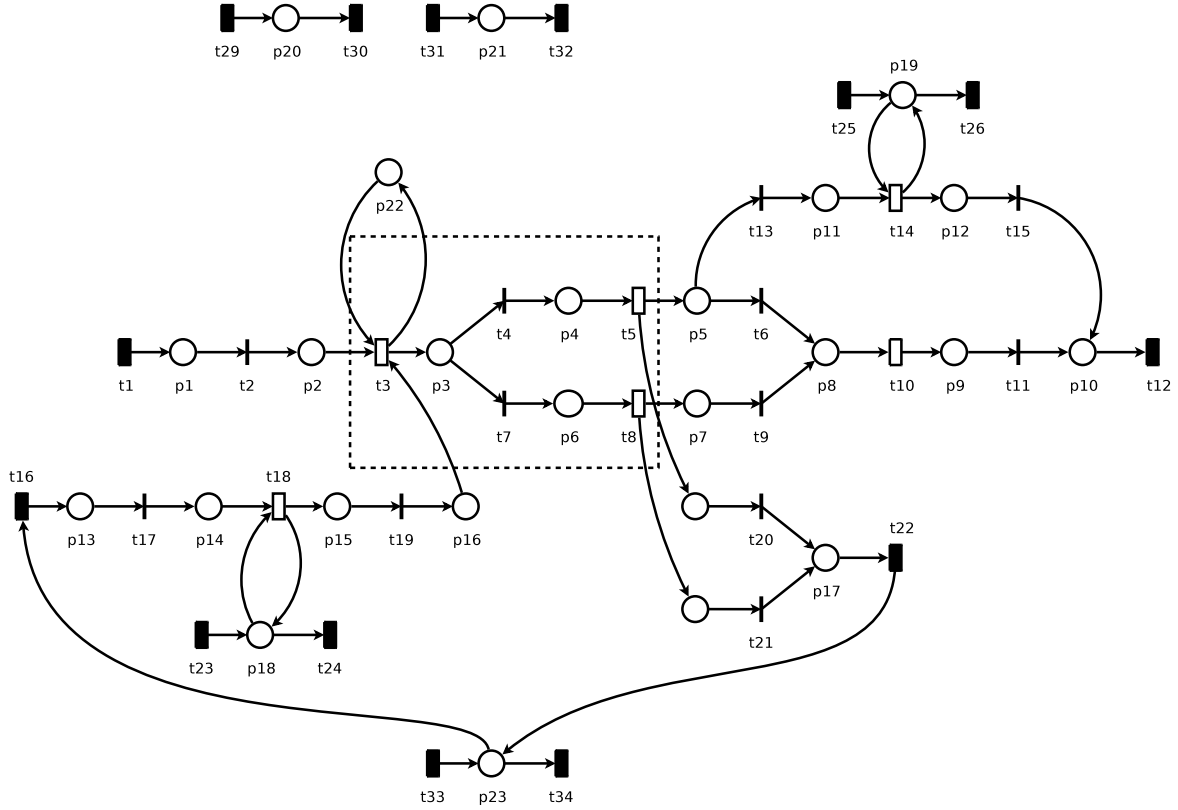 t29 p20 t30 t31 p21 t32
p19
t25 t26
p22
t13 p11 t14 p12 t15
t4 p4 t5 p5 t6
t1 p1 t2 p2 t3 p3 p8 t10 p9 t11 p10 t12
t7 p6 t8 p7 t9
t16 t18
t22
p13 t17 p14 p15 t19 p16 t20
p17
t21
t23 p18 t24
t33 p23 t34